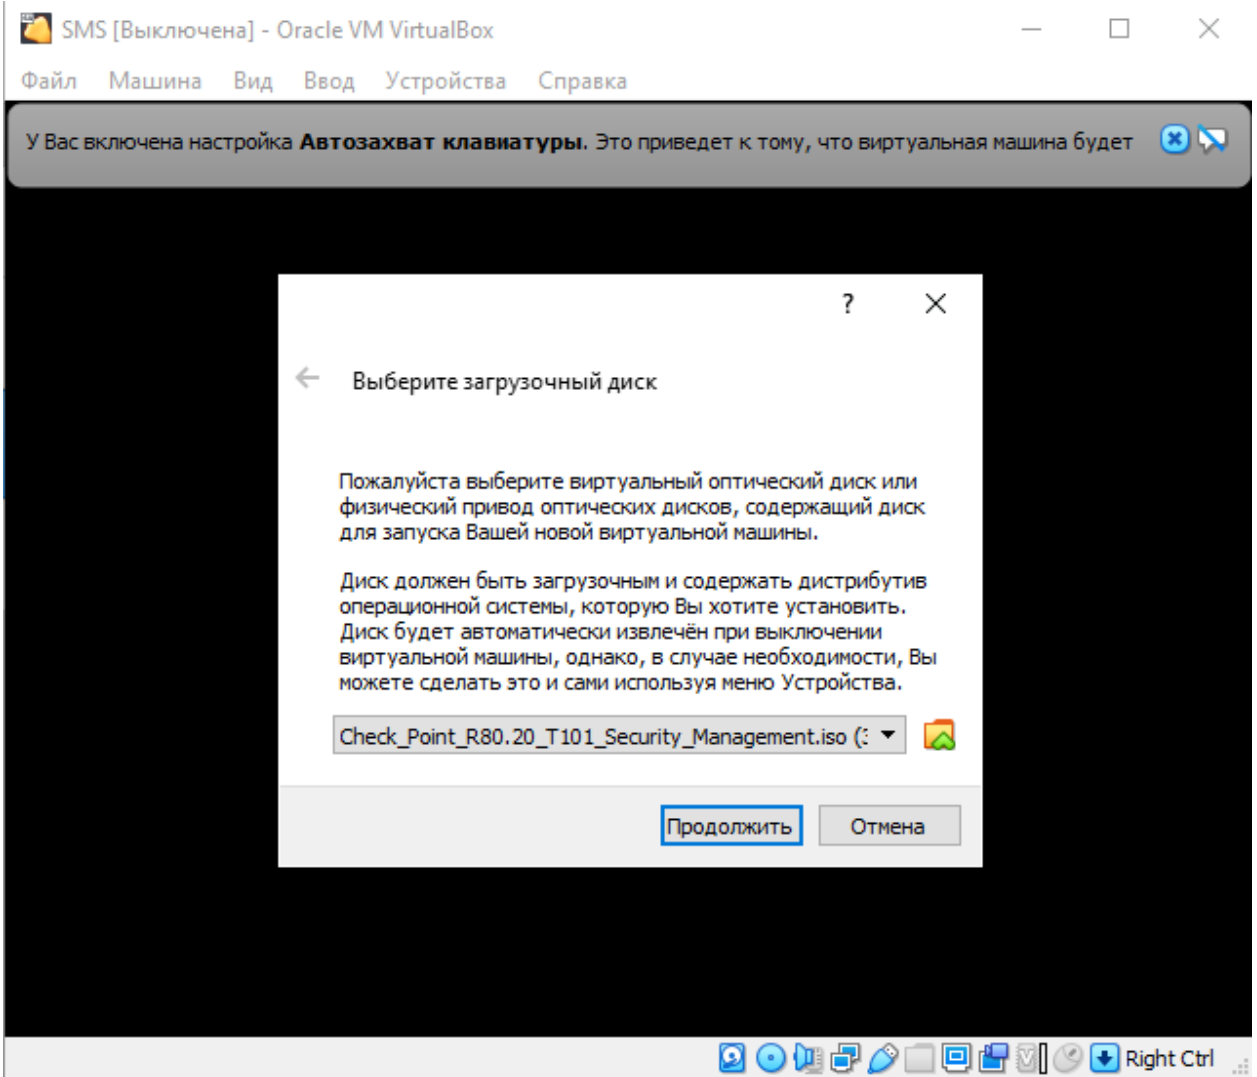 SMS [Выключена] - Oracle VM VirtualBox
Файл Машина Вид Ввод Устройства Справка
У Вас включена настройка Автозахват клавиатуры. Это приведет к тому, что виртуальная машина будет
?
Выберите загрузочный диск
Пожалуйста выберите виртуальный оптический диск или
физический привод оптических дисков, содержащий диск
для запуска Вашей новой виртуальной машины.
Диск должен быть загрузочным и содержать дистрибутив
операционной системы, которую Вы хотите установить.
Диск будет автоматически извлечён при выключении
виртуальной машины, однако, в случае необходимости, Вы
можете сделать это и сами используя меню Устройства.
Check_Point_R80.20_T101_Security_Management.iso (
Продолжить Отмена
Right Ctrl